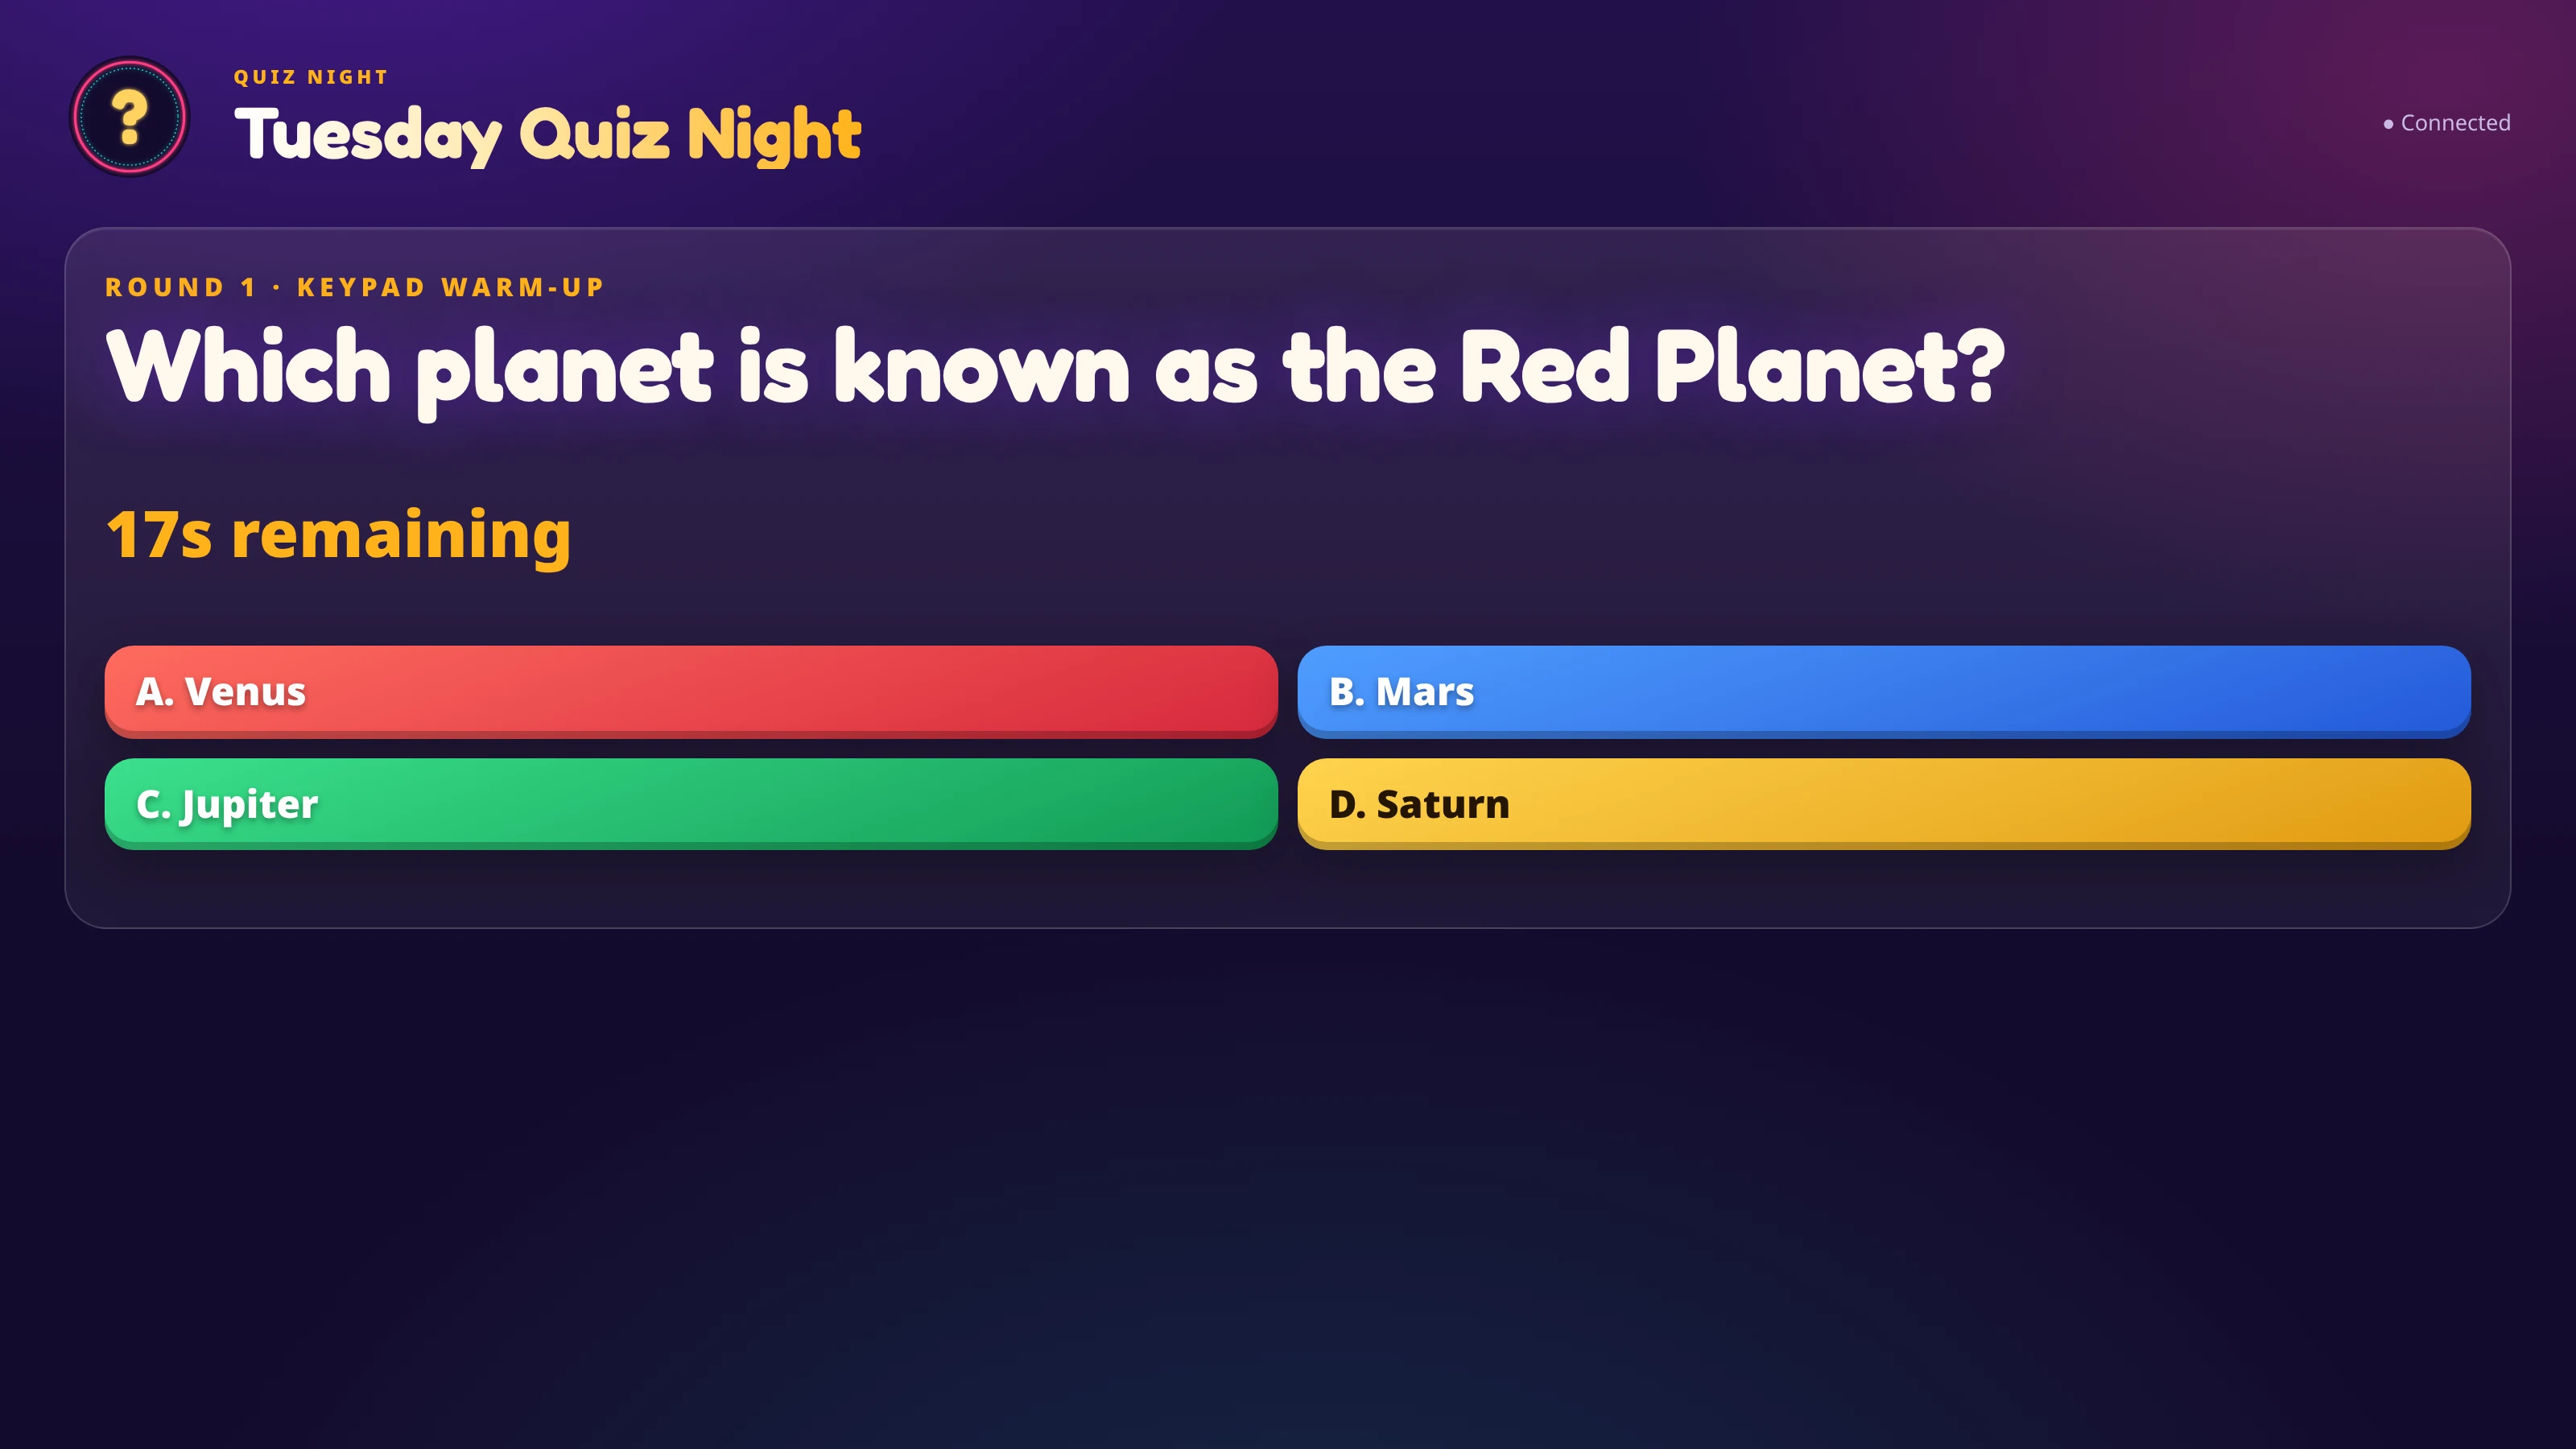 ?
QUIZ NIGHT
Tuesday Quiz Night
● Connected
ROUND 1 · KEYPAD WARM-UP
Which planet is known as the Red Planet?
17s remaining
A. Venus
B. Mars
C. Jupiter
D. Saturn